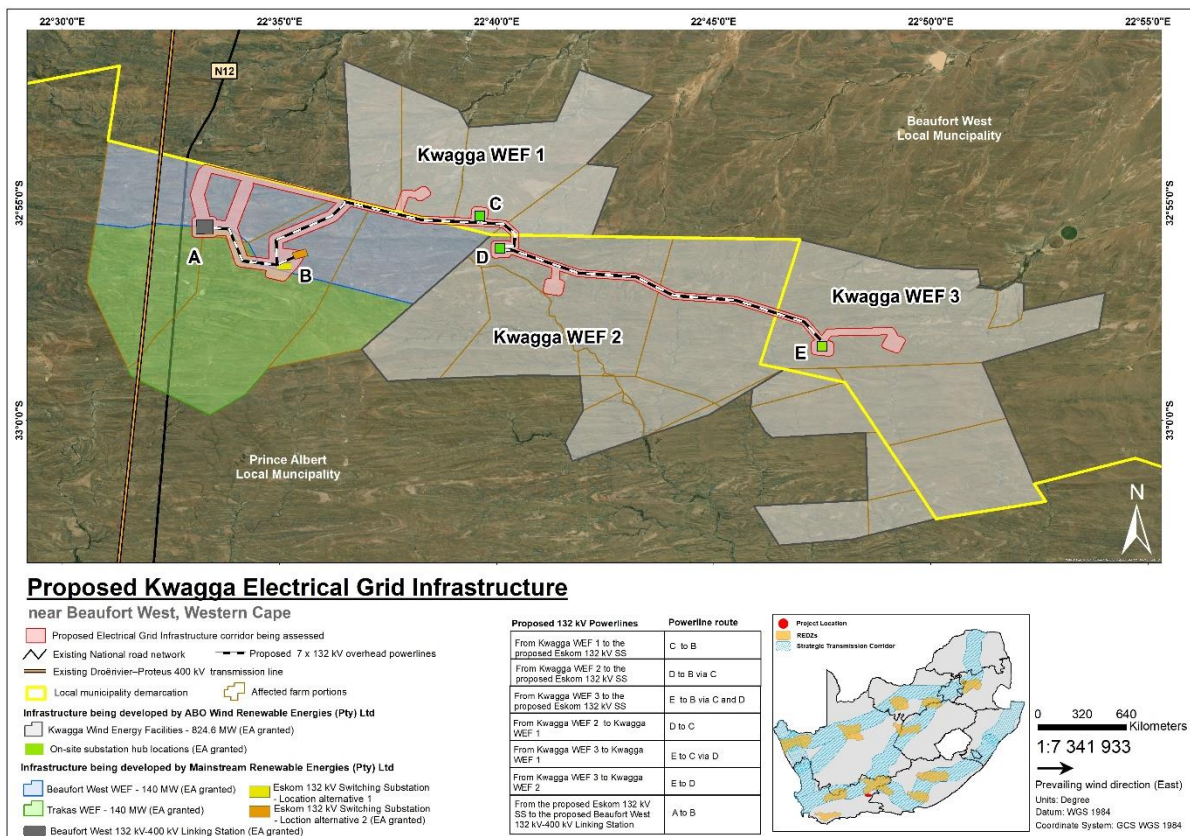 22°30'0"E 22°35'0"E 22°40'0"E 22°45'0"E 22°50'0"E 22°55'0"E
N12
Beaufort West
Local Muncipality
Kwagga WEF 1
32°55'0"S
32°55'0"S
C
A
D
B
Kwagga WEF 3
Kwagga WEF 2
E
33°0'0"S
33°0'0"S
Prince Albert
Local Muncipality
N
Proposed Kwagga Electrical Grid Infrastructure
near Beaufort West, Western Cape
Proposed Electrical Grid Infrastructure corridor being assessed
Existing National road network
Proposed 7 x 132 kV overhead powerlines
Existing Droërivier–Proteus 400 kV transmission line
Local municipality demarcation
Affected farm portions
Infrastructure being developed by ABO Wind Renewable Energies (Pty) Ltd
Kwagga Wind Energy Facilities - 824.6 MW (EA granted)
On-site substation hub locations (EA granted)
Infrastructure being developed by Mainstream Renewable Energies (Pty) Ltd
Beaufort West WEF - 140 MW (EA granted)
Trakas WEF - 140 MW (EA granted)
Beaufort West 132 kV-400 kV Linking Station (EA granted)
Eskom 132 kV Switching Substation
- Location alternative 1
Eskom 132 kV Switching Substation
- Loction alternative 2 (EA granted)
Proposed 132 kV Powerlines Powerline route
From Kwagga WEF 1 to the
proposed Eskom 132 kV SS
C to B
From Kwagga WEF 2 to the
proposed Eskom 132 kV SS
D to B via C
From Kwagga WEF 3 to the
proposed Eskom 132 kV SS
E to B via C and D
From Kwagga WEF 2 to Kwagga
WEF 1
D to C
From Kwagga WEF 3 to Kwagga
WEF 1
E to C via D
From Kwagga WEF 3 to Kwagga
WEF 2
E to D
From the proposed Eskom 132 kV
SS to the proposed Beaufort West
132 kV-400 kV Linking Station
A to B
Project Location
REDZs
Strategic Transmission Corridor
0 320 640
Kilometers
1:7 341 933
Prevailing wind direction (East)
Units: Degree
Datum: WGS 1984
Coordinate System: GCS WGS 1984